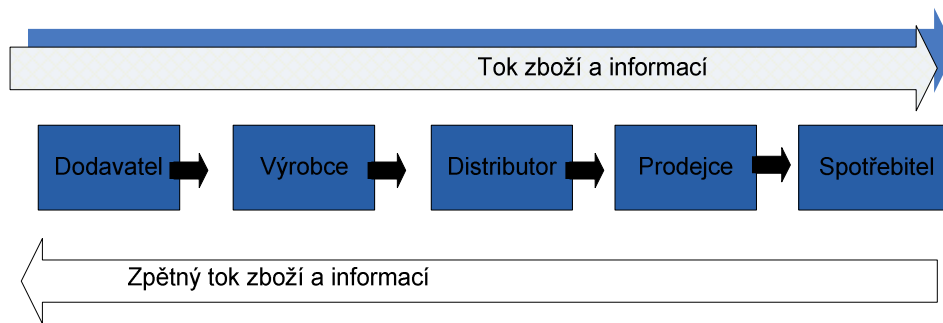 Tok zboží a informací
Dodavatel
Výrobce
Distributor
Prodejce
Spotřebitel
Zpětný tok zboží a informací